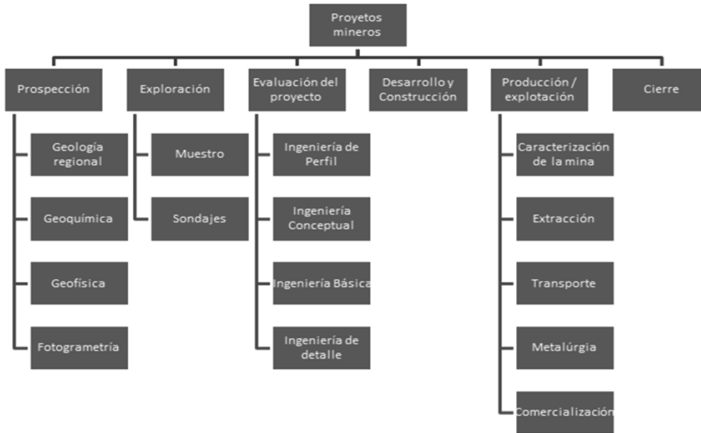 Proyetos
mineros
Prospección
Exploración
Evaluación del
proyecto
Desarrollo y
Construcción
Producción /
explotación
Cierre
Geología
regional
Geoquímica
Geofísica
Fotogrametría
Muestro
Sondajes
Ingeniería de
Perfil
Ingeniería
Conceptual
Ingeniería Básica
Ingeniería de
detalle
Caracterización
de la mina
Extracción
Transporte
Metalúrgia
Comercialización